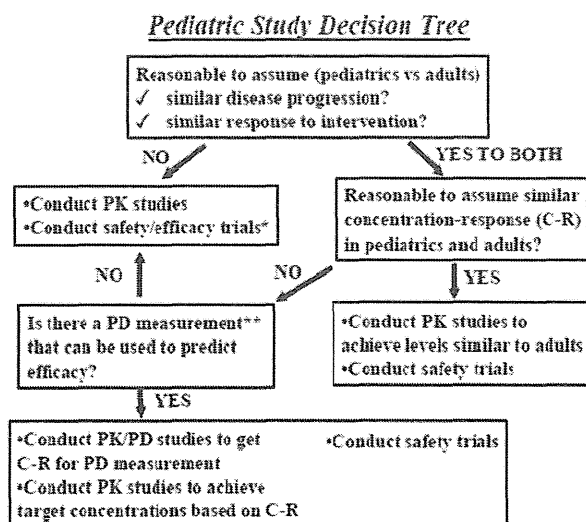 Pediatric Study Decision Tree
Reasonable to assume (pediatrics vs adults)
✓ similar disease progression?
✓ similar response to intervention?
NO
YES TO BOTH
•Conduct PK studies
•Conduct safety/efficacy trials*
Reasonable to assume similar
concentration-response (C-R)
in pediatrics and adults?
NO
NO
YES
Is there a PD measurement**
that can be used to predict
efficacy?
•Conduct PK studies to
achieve levels similar to adults
•Conduct safety trials
YES
•Conduct PK/PD studies to get
C-R for PD measurement
•Conduct PK studies to achieve
target concentrations based on C-R
•Conduct safety trials